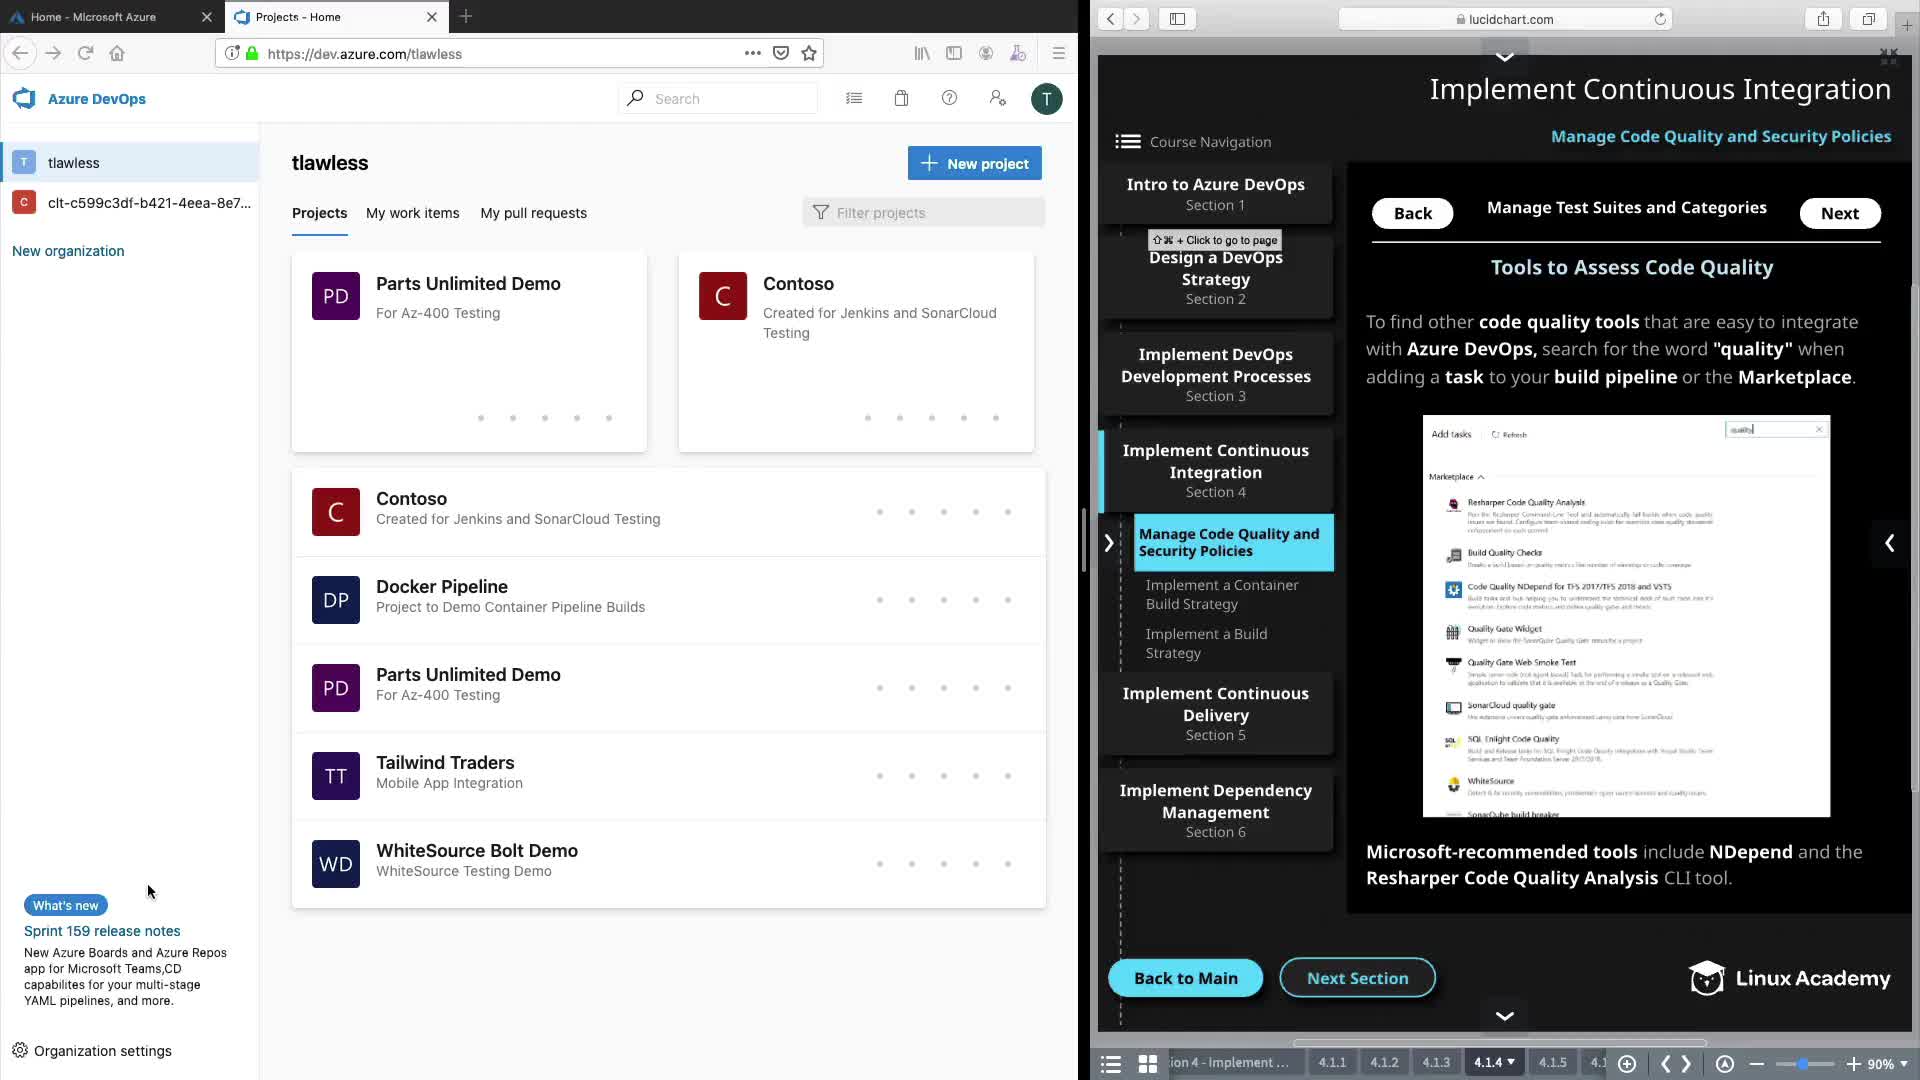 Home - Microsoft Azure
Projects - Home
https://dev.azure.com/tlawless
Azure DevOps
Search
T
T
tlawless
C
clt-c599c3df-b421-4eea-8e7...
New organization
tlawless
New project
Projects
My work items
My pull requests
Filter projects
PD
Parts Unlimited Demo
For Az-400 Testing
C
Contoso
Created for Jenkins and SonarCloud
Testing
C
Contoso
Created for Jenkins and SonarCloud Testing
DP
Docker Pipeline
Project to Demo Container Pipeline Builds
PD
Parts Unlimited Demo
For Az-400 Testing
TT
Tailwind Traders
Mobile App Integration
WD
WhiteSource Bolt Demo
WhiteSource Testing Demo
What's new
Sprint 159 release notes
New Azure Boards and Azure Repos
app for Microsoft Teams,CD
capabilites for your multi-stage
YAML pipelines, and more.
Organization settings
lucidchart.com
Implement Continuous Integration
Manage Code Quality and Security Policies
Course Navigation
Intro to Azure DevOps
Section 1
⇧⌘ + Click to go to page
Design a DevOps
Strategy
Section 2
Implement DevOps
Development Processes
Section 3
Implement Continuous
Integration
Section 4
Manage Code Quality and
Security Policies
Implement a Container
Build Strategy
Implement a Build
Strategy
Implement Continuous
Delivery
Section 5
Implement Dependency
Management
Section 6
Back
Manage Test Suites and Categories
Next
Tools to Assess Code Quality
To find other code quality tools that are easy to integrate
with Azure DevOps, search for the word "quality" when
adding a task to your build pipeline or the Marketplace.
Add tasks
Refresh
quality
Marketplace
Resharper Code Quality Analysis
Build Quality Checks
Code Quality NDepend for TFS 2017/TFS 2018 and VSTS
Quality Gate Widget
Quality Gate Web Smoke Test
SonarCloud quality gate
SQL Enlight Code Quality
WhiteSource
SonarQube build breaker
Microsoft-recommended tools include NDepend and the
Resharper Code Quality Analysis CLI tool.
Back to Main
Next Section
Linux Academy
ion 4 - Implement ...
4.1.1
4.1.2
4.1.3
4.1.4
4.1.5
4.1
90%